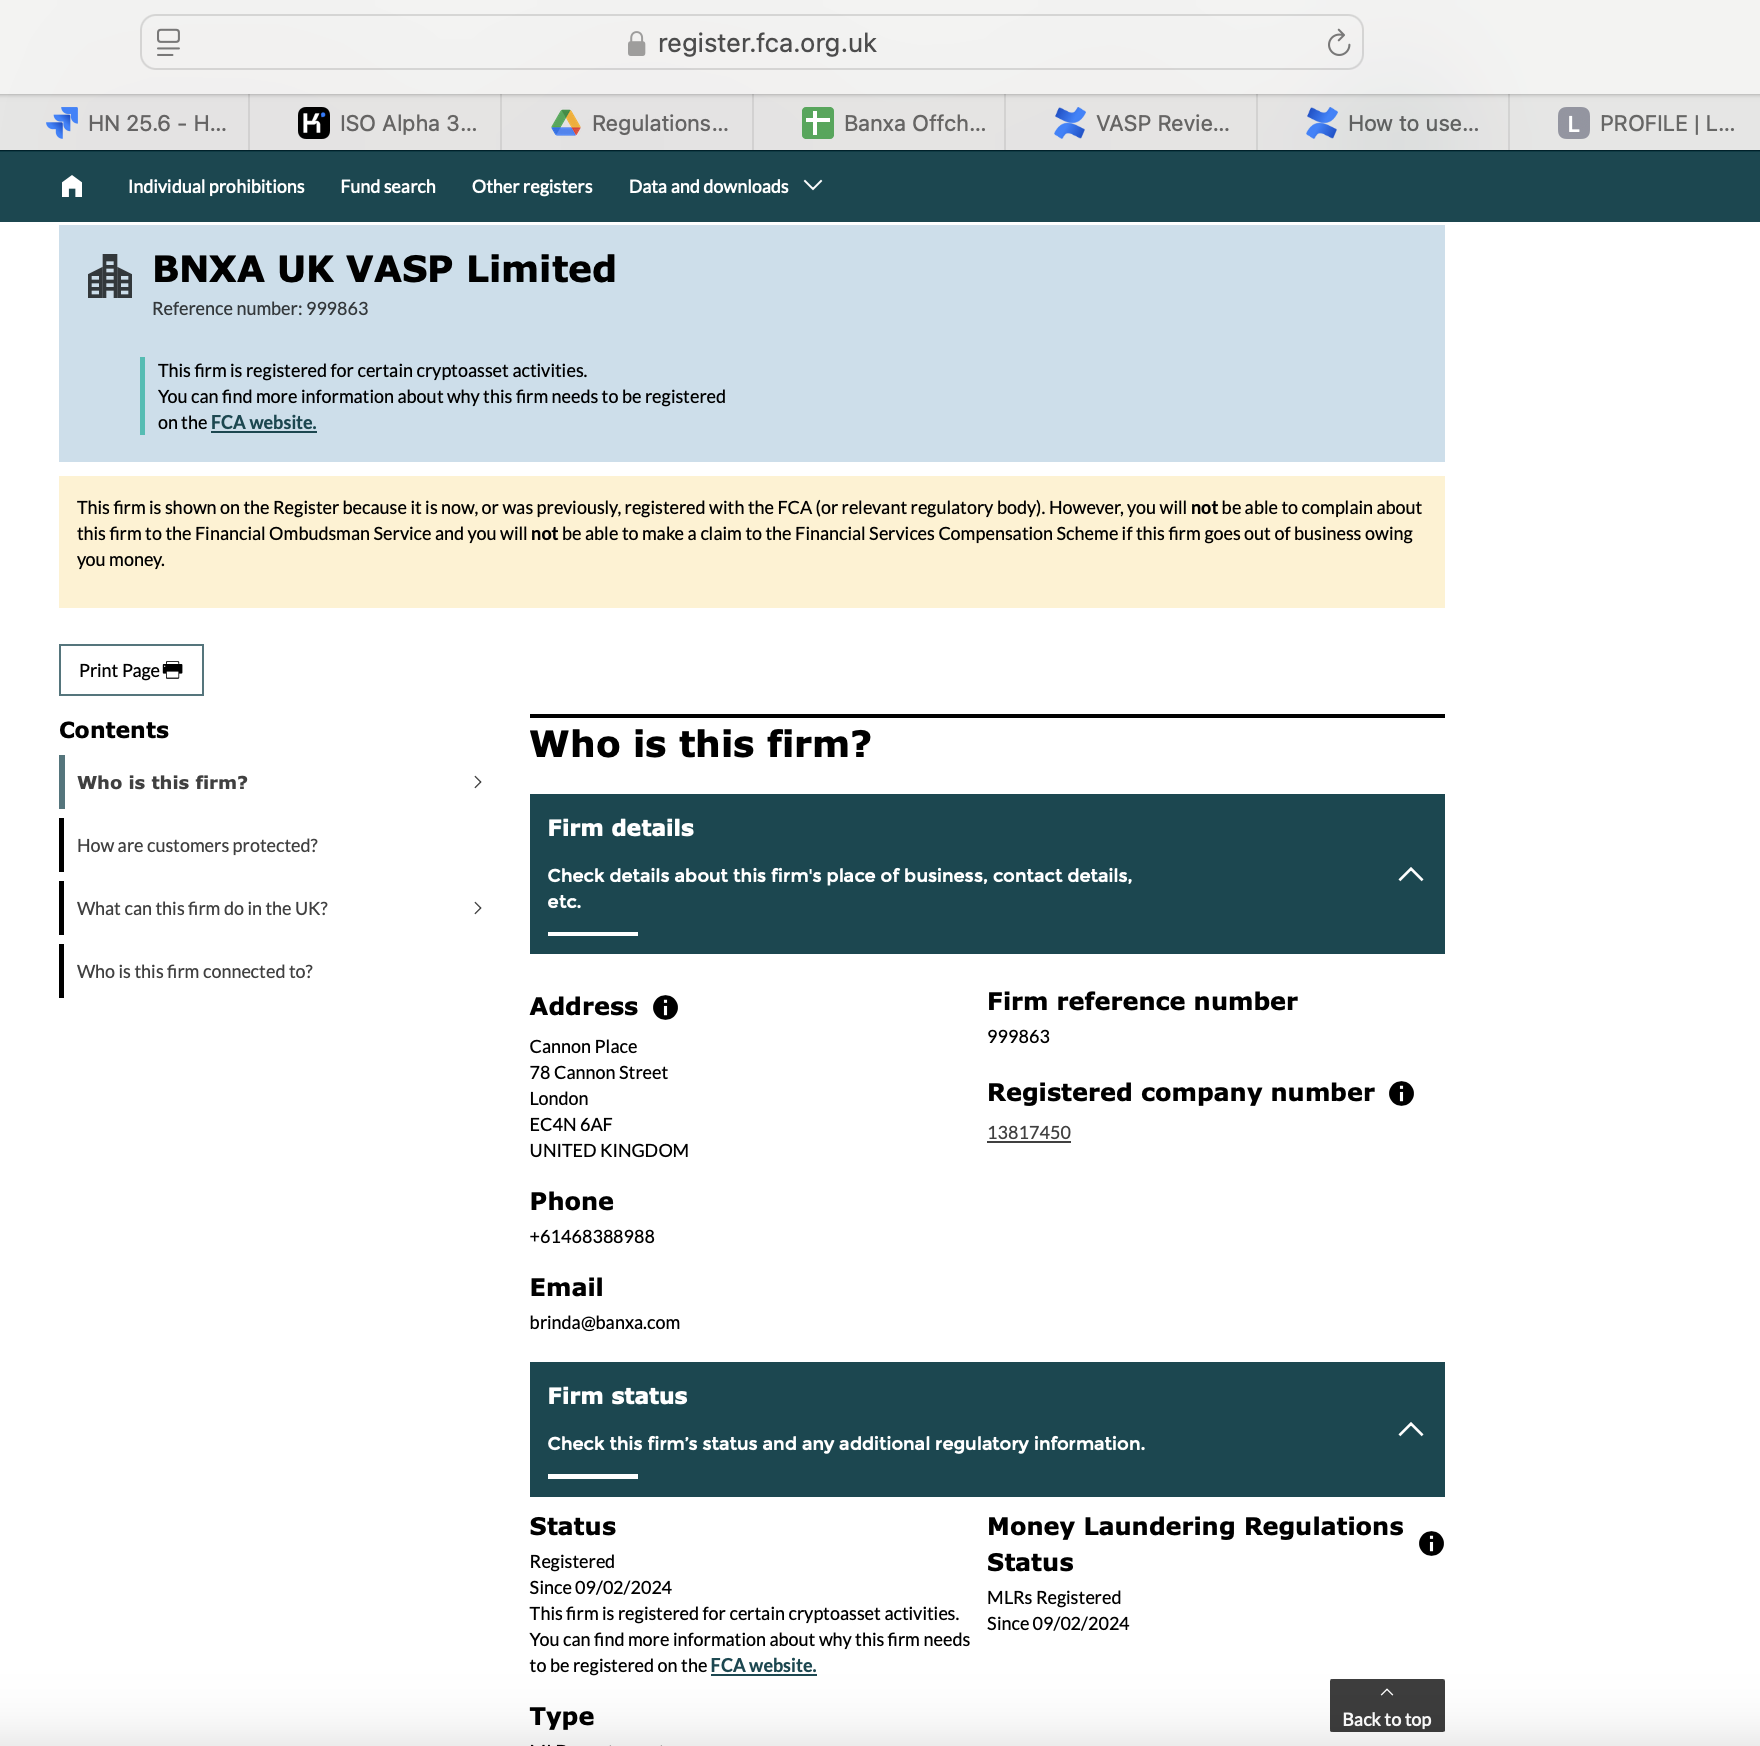 register.fca.org.uk
HN 25.6 - H...
ISO Alpha 3...
Regulations...
Banxa Offch...
VASP Revie...
How to use...
L PROFILE | L...
Individual prohibitions
Fund search
Other registers
Data and downloads
BNXA UK VASP Limited
Reference number: 999863
This firm is registered for certain cryptoasset activities.
You can find more information about why this firm needs to be registered
on the FCA website.
This firm is shown on the Register because it is now, or was previously, registered with the FCA (or relevant regulatory body). However, you will not be able to complain about
this firm to the Financial Ombudsman Service and you will not be able to make a claim to the Financial Services Compensation Scheme if this firm goes out of business owing
you money.
Print Page
Contents
Who is this firm?
How are customers protected?
What can this firm do in the UK?
Who is this firm connected to?
Who is this firm?
Firm details
Check details about this firm's place of business, contact details,
etc.
Address
Cannon Place
78 Cannon Street
London
EC4N 6AF
UNITED KINGDOM
Phone
+61468388988
Email
brinda@banxa.com
Firm reference number
999863
Registered company number
13817450
Firm status
Check this firm’s status and any additional regulatory information.
Status
Registered
Since 09/02/2024
This firm is registered for certain cryptoasset activities.
You can find more information about why this firm needs
to be registered on the FCA website.
Money Laundering Regulations
Status
MLRs Registered
Since 09/02/2024
Type
Back to top